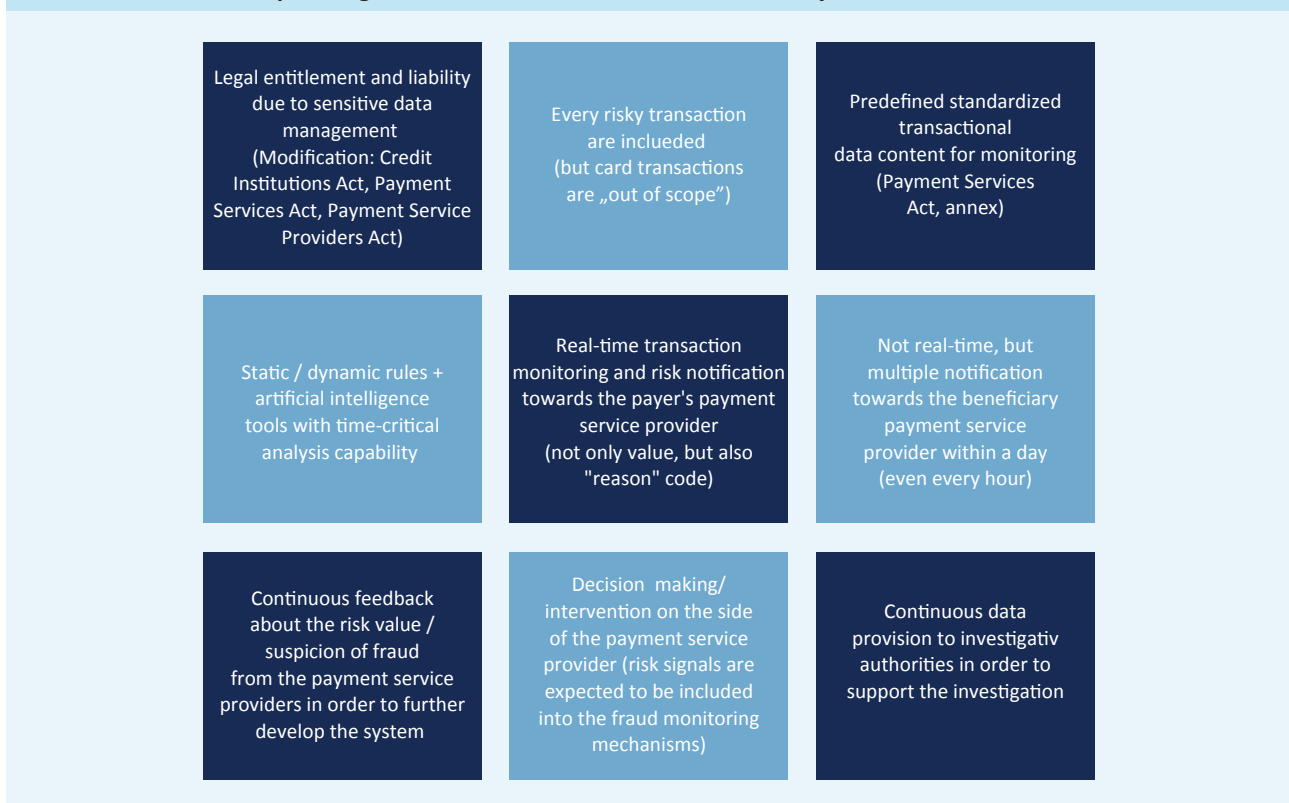 Legal entitlement and liability
due to sensitive data
management
(Modification: Credit
Institutions Act, Payment
Services Act, Payment Service
Providers Act)
Every risky transaction
are inclueded
(but card transactions
are „out of scope”)
Predefined standardized
transactional
data content for monitoring
(Payment Services
Act, annex)
Static / dynamic rules +
artificial intelligence
tools with time-critical
analysis capability
Real-time transaction
monitoring and risk notification
towards the payer's payment
service provider
(not only value, but also
"reason" code)
Not real-time, but
multiple notification
towards the beneficiary
payment service
provider within a day
(even every hour)
Continuous feedback
about the risk value /
suspicion of fraud
from the payment service
providers in order to further
develop the system
Decision making/
intervention on the side
of the payment service
provider (risk signals are
expected to be included
into the fraud monitoring
mechanisms)
Continuous data
provision to investigativ
authorities in order to
support the investigation